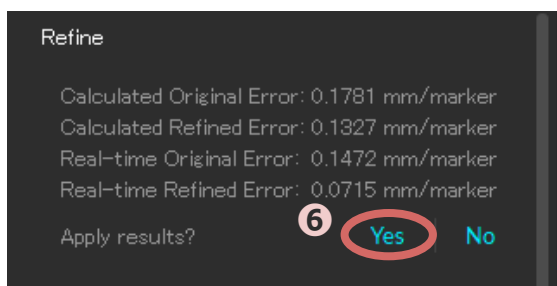 Refine
Calculated Original Error: 0.1781 mm/marker
Calculated Refined Error: 0.1327 mm/marker
Real-time Original Error: 0.1472 mm/marker
Real-time Refined Error: 0.0715 mm/marker
Apply results? 6 Yes No